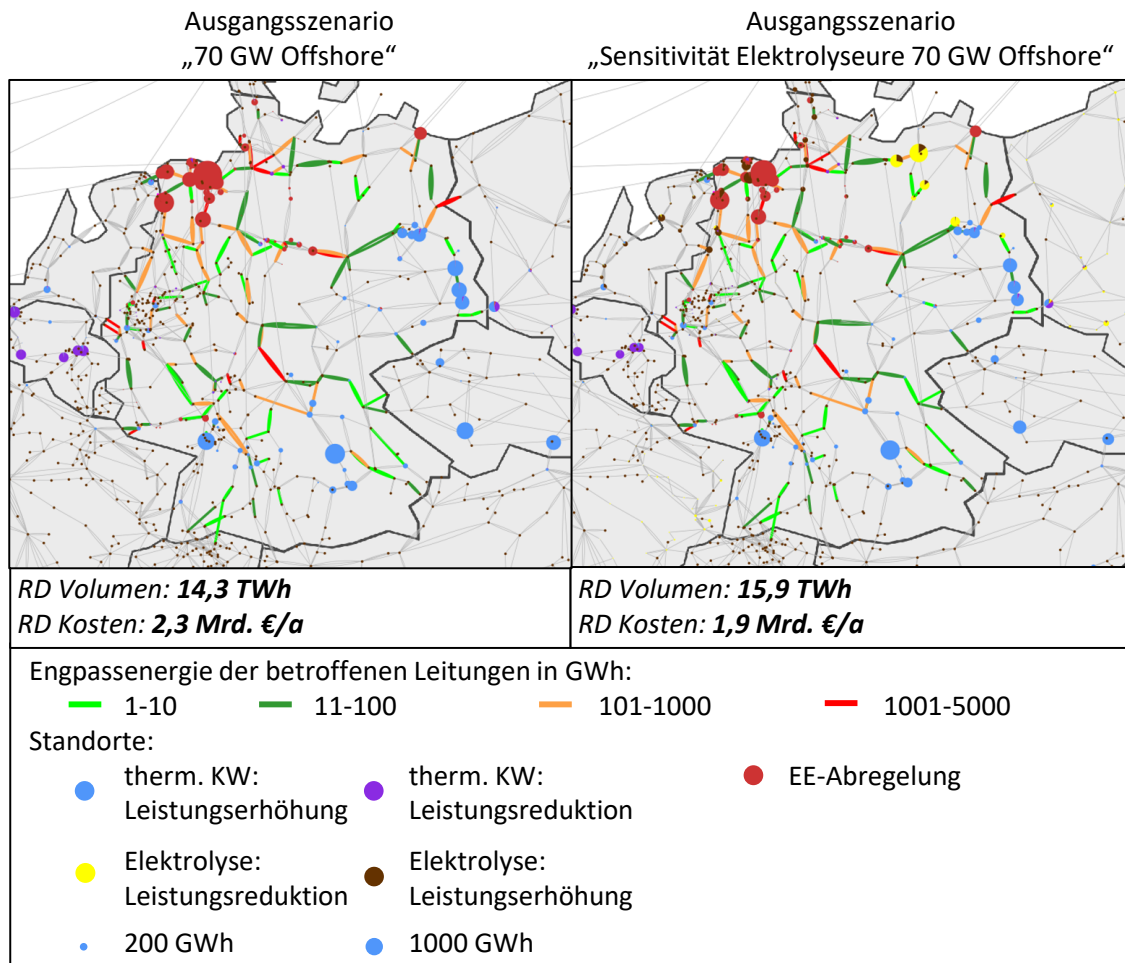 Ausgangsszenario
„70 GW Offshore“
Ausgangsszenario
„Sensitivität Elektrolyseure 70 GW Offshore“
RD Volumen: 14,3 TWh
RD Kosten: 2,3 Mrd. €/a
RD Volumen: 15,9 TWh
RD Kosten: 1,9 Mrd. €/a
Engpassenergie der betroffenen Leitungen in GWh:
1-10 11-100 101-1000 1001-5000
Standorte:
therm. KW:
Leistungserhöhung
therm. KW:
Leistungsreduktion
EE-Abregelung
Elektrolyse:
Leistungsreduktion
Elektrolyse:
Leistungserhöhung
200 GWh 1000 GWh